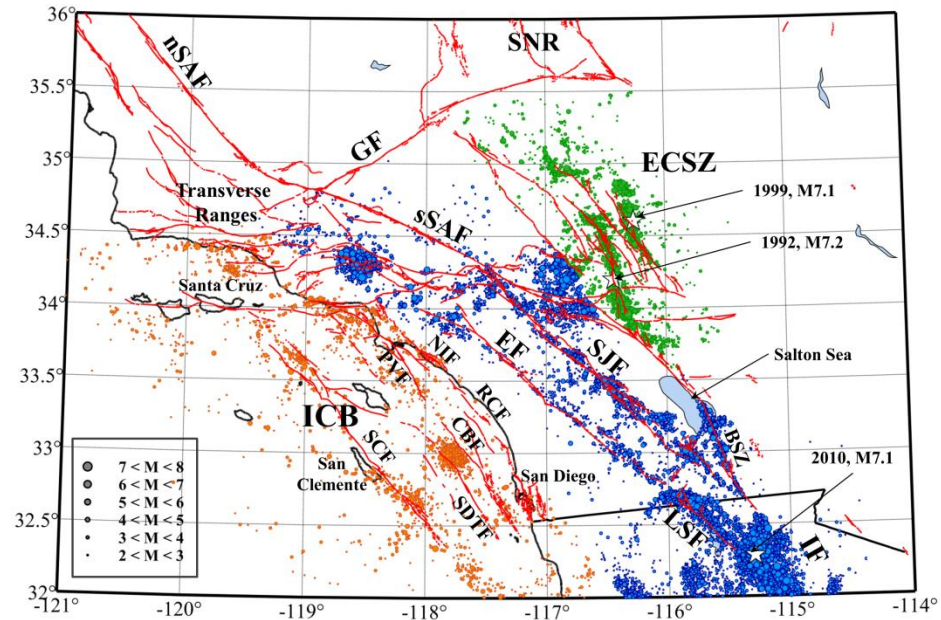 36°
35.5°
35°
34.5°
34°
33.5°
33°
32.5°
32°
nSAF
SNR
GF
ECSZ
1999, M7.1
Transverse
Ranges
sSAF
1992, M7.2
Santa Cruz
Salton Sea
NIF
EF
SJF
PVF
RCF
ICB
CBF
BSZ
SCF
2010, M7.1
San
Clemente
San Diego
SDTF
LSF
IF
7 < M < 8
6 < M < 7
5 < M < 6
4 < M < 5
3 < M < 4
2 < M < 3
-121°
-120°
-119°
-118°
-117°
-116°
-115°
-114°